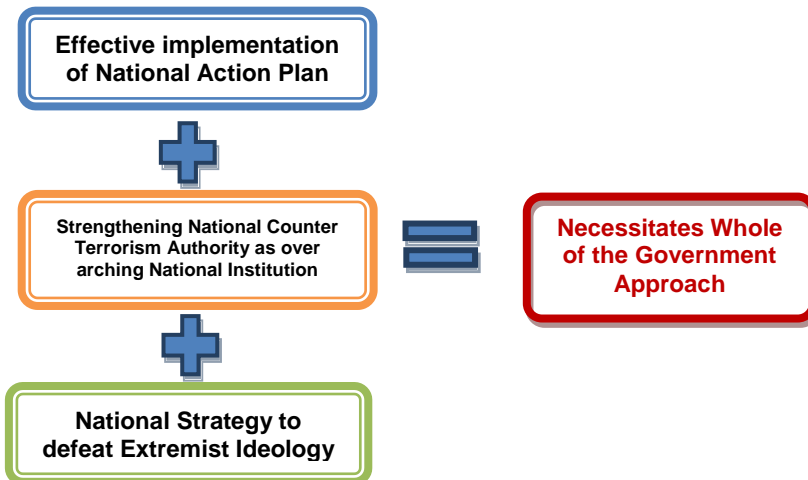 Effective implementation
of National Action Plan
Strengthening National Counter
Terrorism Authority as over
arching National Institution
Necessitates Whole
of the Government
Approach
National Strategy to
defeat Extremist Ideology